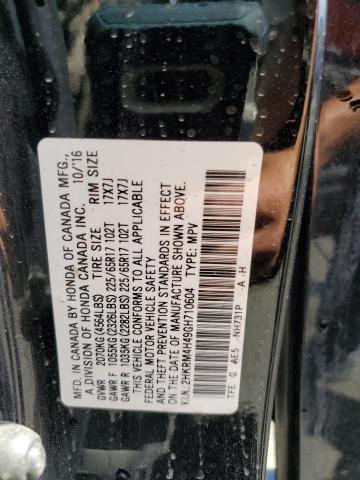 MFD. IN CANADA BY HONDA OF CANADA MFG., 10/'16
A DIVISION OF HONDA CANADA INC.
TIRE SIZE RIM SIZE
GVWR 2070KG(4564LBS)
GAWR F 1055KG(2326LBS) 225/65R17 102T 17X7J
GAWR R 1035KG(2282LBS) 225/65R17 102T 17X7J
THIS VEHICLE CONFORMS TO ALL APPLICABLE
FEDERAL MOTOR VEHICLE SAFETY
AND THEFT PREVENTION STANDARDS IN EFFECT
ON THE DATE OF MANUFACTURE SHOWN ABOVE.
V.I.N.: 2HKRM4H490H710604 TYPE: MPV
TPE G AE5 NH731P -A -H